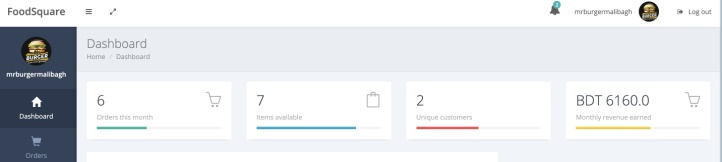 FoodSquare
mrburgermalibagh
Log out
BURGER
mrburgermalibagh
Dashboard
Orders
Dashboard
Home / Dashboard
6
Orders this month
7
Items available
2
Unique customers
BDT 6160.0
Monthly revenue earned